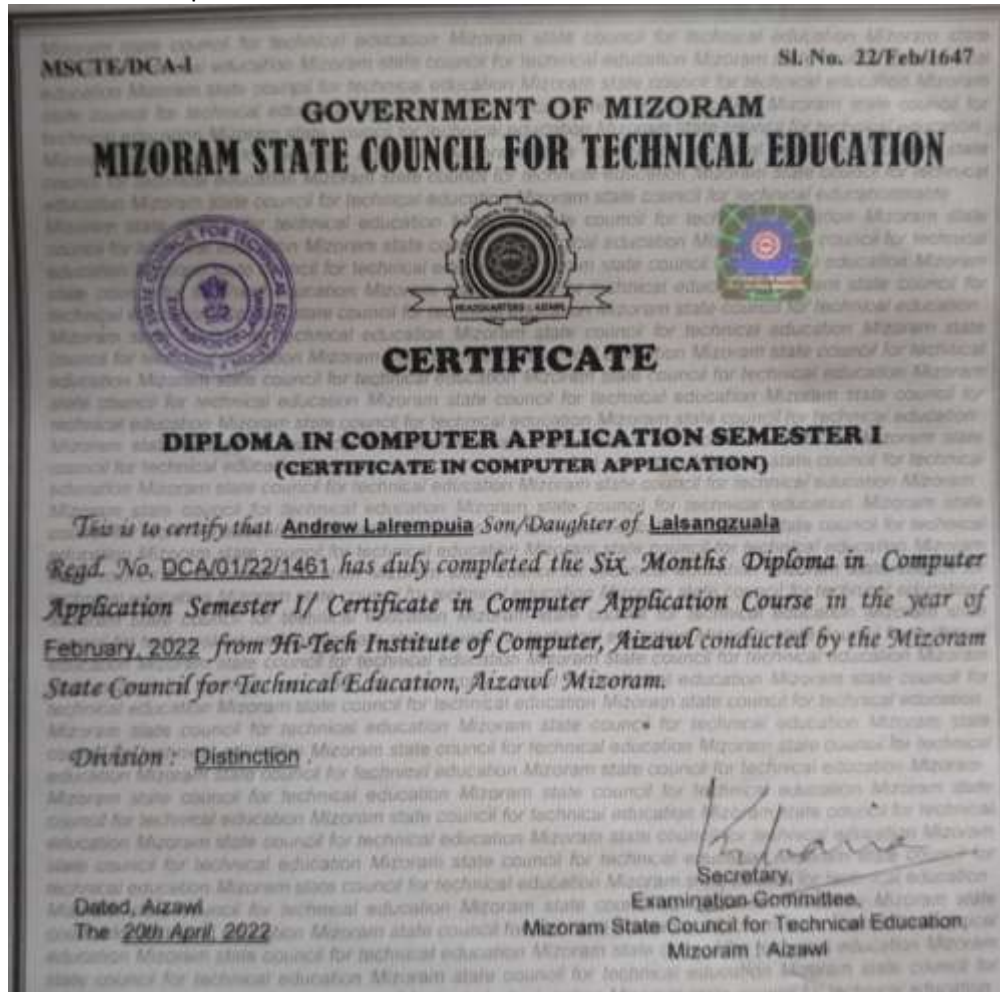 MSCTE/DCA-I
Sl. No. 22/Feb/1647
GOVERNMENT OF MIZORAM
MIZORAM STATE COUNCIL FOR TECHNICAL EDUCATION
HEADQUARTERS : AIZAWL
CERTIFICATE
DIPLOMA IN COMPUTER APPLICATION SEMESTER I
(CERTIFICATE IN COMPUTER APPLICATION)
This is to certify that Andrew Lalrempuia Son/Daughter of Lalsangzuala
Regd. No. DCA/01/22/1461 has duly completed the Six Months Diploma in Computer
Application Semester I/ Certificate in Computer Application Course in the year of
February, 2022 from Hi-Tech Institute of Computer, Aizawl conducted by the Mizoram
State Council for Technical Education, Aizawl Mizoram.
Division : Distinction .
Secretary,
Examination Committee,
Dated, Aizawl
The 20th April, 2022
Mizoram State Council for Technical Education,
Mizoram : Aizawl